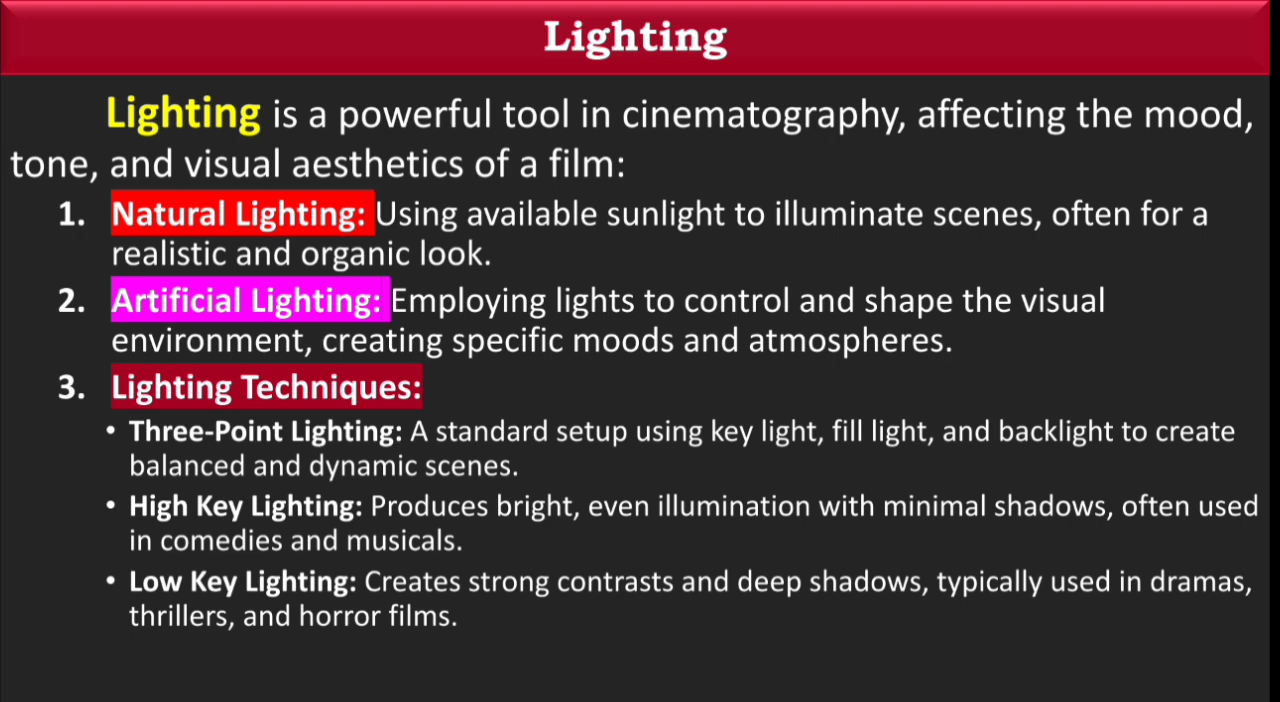 Lighting
Lighting is a powerful tool in cinematography, affecting the mood,
tone, and visual aesthetics of a film:
1. Natural Lighting: Using available sunlight to illuminate scenes, often for a
realistic and organic look.
2. Artificial Lighting: Employing lights to control and shape the visual
environment, creating specific moods and atmospheres.
3. Lighting Techniques:
• Three-Point Lighting: A standard setup using key light, fill light, and backlight to create
balanced and dynamic scenes.
• High Key Lighting: Produces bright, even illumination with minimal shadows, often used
in comedies and musicals.
• Low Key Lighting: Creates strong contrasts and deep shadows, typically used in dramas,
thrillers, and horror films.